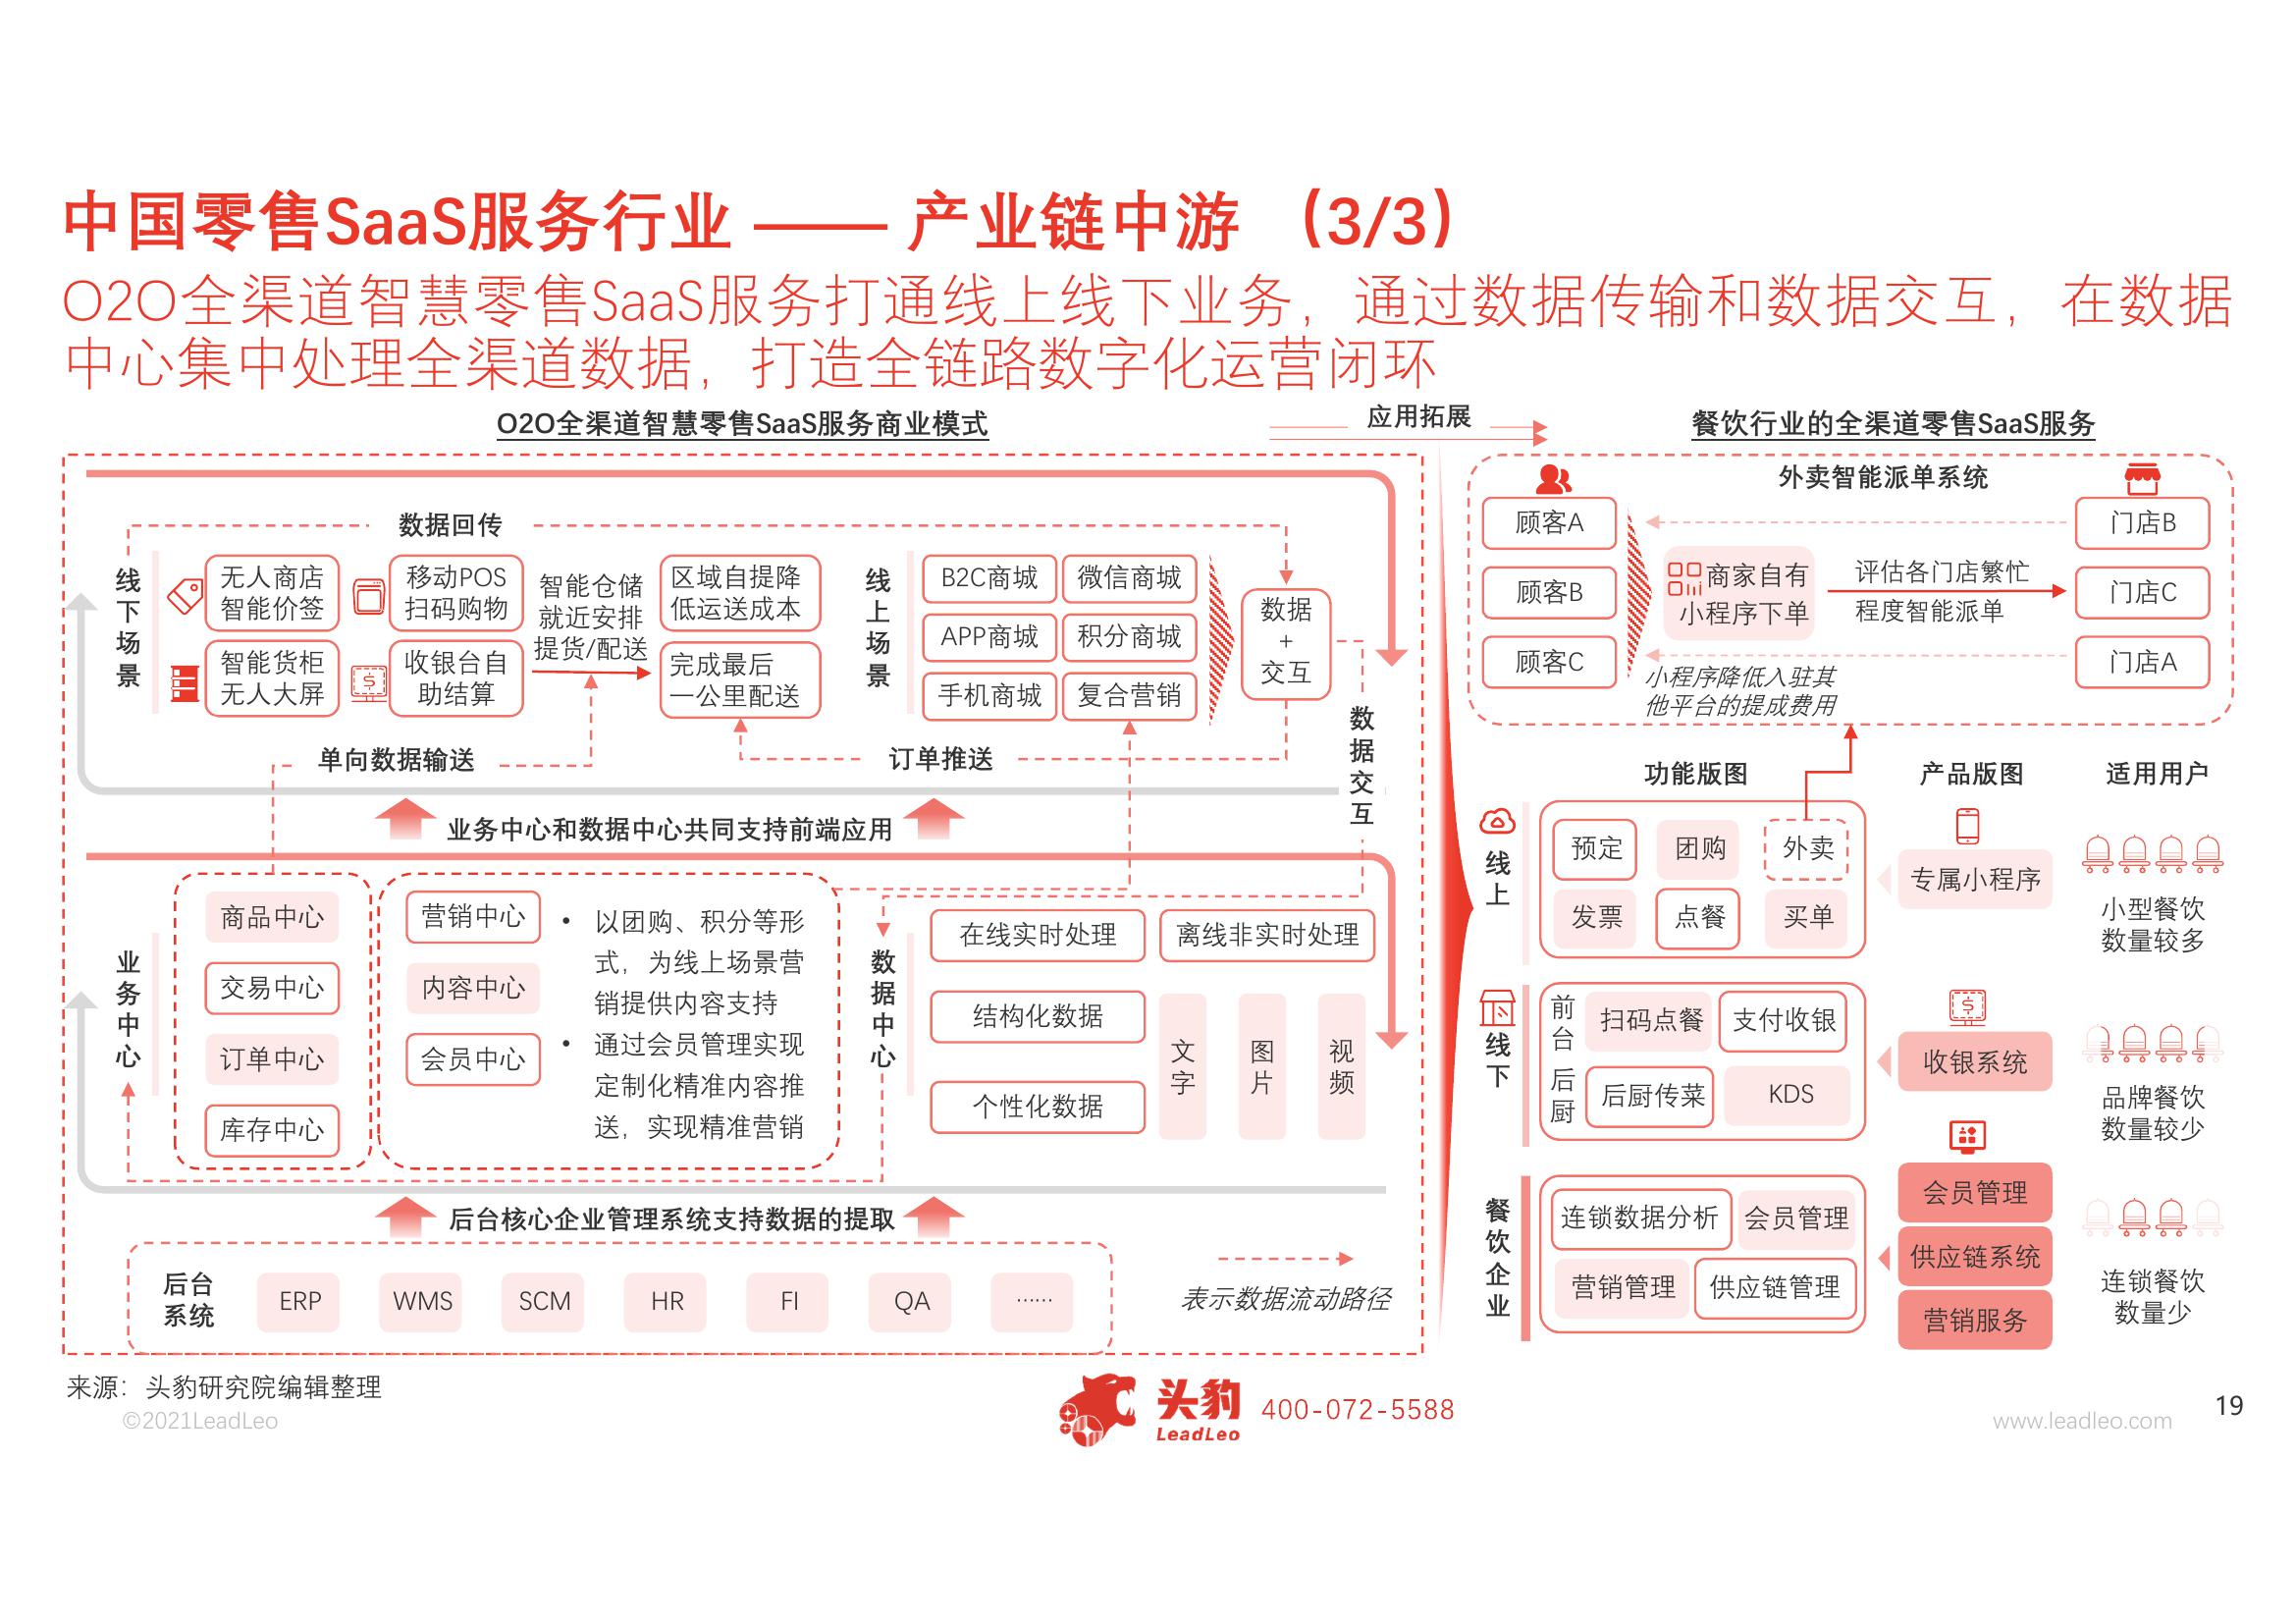 中国零售SaaS服务行业 —— 产业链中游 （3/3）
O2O全渠道智慧零售SaaS服务打通线上线下业务，通过数据传输和数据交互，在数据
中心集中处理全渠道数据，打造全链路数字化运营闭环
O2O全渠道智慧零售SaaS服务商业模式
数据回传
线下场景
无人商店
智能价签
移动POS
扫码购物
智能货柜
无人大屏
收银台自
助结算
智能仓储
就近安排
提货/配送
区域自提降
低运送成本
完成最后
一公里配送
线上场景
B2C商城
微信商城
APP商城
积分商城
手机商城
复合营销
数据
+
交互
数据交互
单向数据输送
订单推送
业务中心和数据中心共同支持前端应用
业务中心
商品中心
交易中心
订单中心
库存中心
营销中心
内容中心
会员中心
• 以团购、积分等形
式，为线上场景营
销提供内容支持
• 通过会员管理实现
定制化精准内容推
送，实现精准营销
数据中心
在线实时处理
离线非实时处理
结构化数据
个性化数据
文字
图片
视频
后台核心企业管理系统支持数据的提取
后台
系统
ERP
WMS
SCM
HR
FI
QA
……
表示数据流动路径
应用拓展
餐饮行业的全渠道零售SaaS服务
外卖智能派单系统
顾客A
顾客B
顾客C
商家自有
小程序下单
评估各门店繁忙
程度智能派单
门店B
门店C
门店A
小程序降低入驻其
他平台的提成费用
功能版图
产品版图
适用用户
线上
预定
团购
外卖
发票
点餐
买单
专属小程序
小型餐饮
数量较多
线下
前台
扫码点餐
支付收银
后厨
后厨传菜
KDS
收银系统
品牌餐饮
数量较少
餐饮企业
连锁数据分析
会员管理
营销管理
供应链管理
会员管理
供应链系统
营销服务
连锁餐饮
数量少
来源：头豹研究院编辑整理
©2021LeadLeo
头豹
LeadLeo
400-072-5588
www.leadleo.com
19